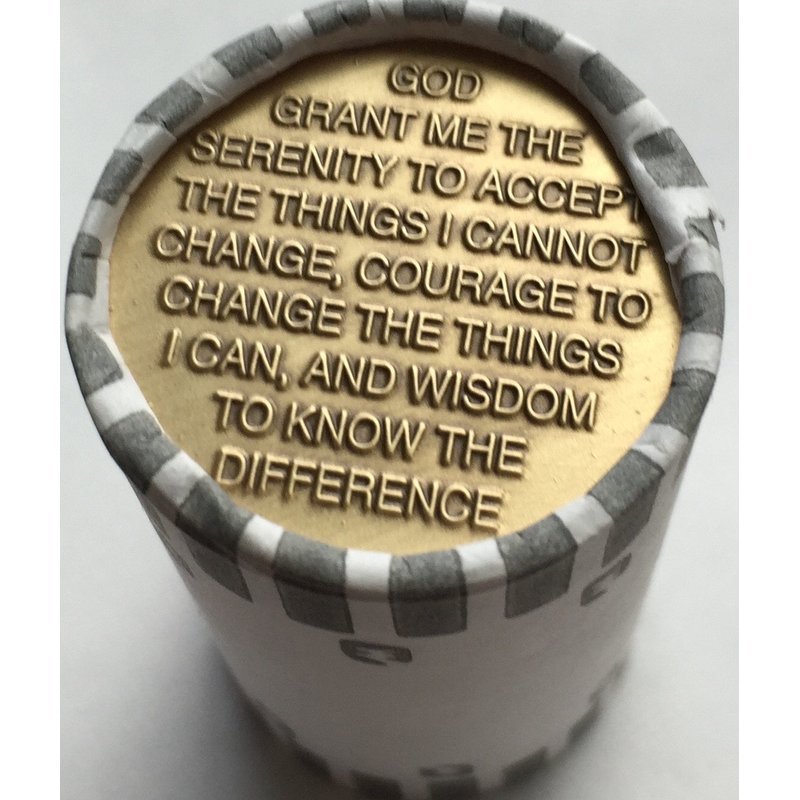 GOD
GRANT ME THE
SERENITY TO ACCEPT
THE THINGS I CANNOT
CHANGE, COURAGE TO
CHANGE THE THINGS
I CAN, AND WISDOM
TO KNOW THE
DIFFERENCE